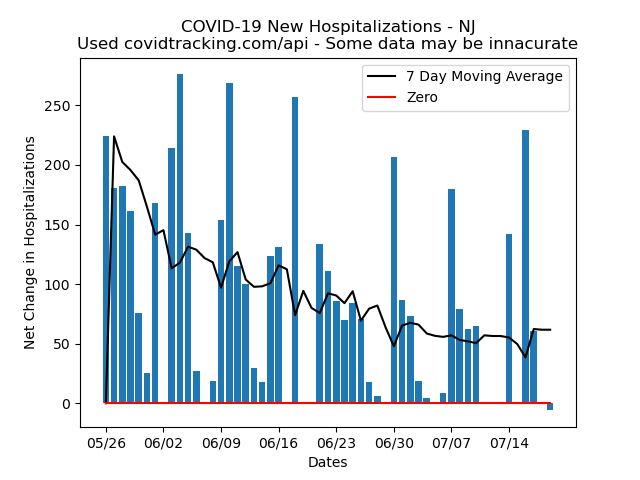 COVID-19 New Hospitalizations - NJ
Used covidtracking.com/api - Some data may be innacurate
7 Day Moving Average
Zero
Net Change in Hospitalizations
250
200
150
100
50
0
05/26 06/02 06/09 06/16 06/23 06/30 07/07 07/14
Dates